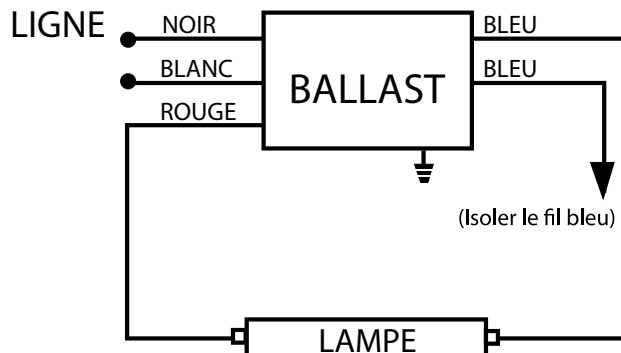 LIGNE
NOIR
BLEU
BLANC
BLEU
BALLAST
ROUGE
(Isoler le fil bleu)
LAMPE